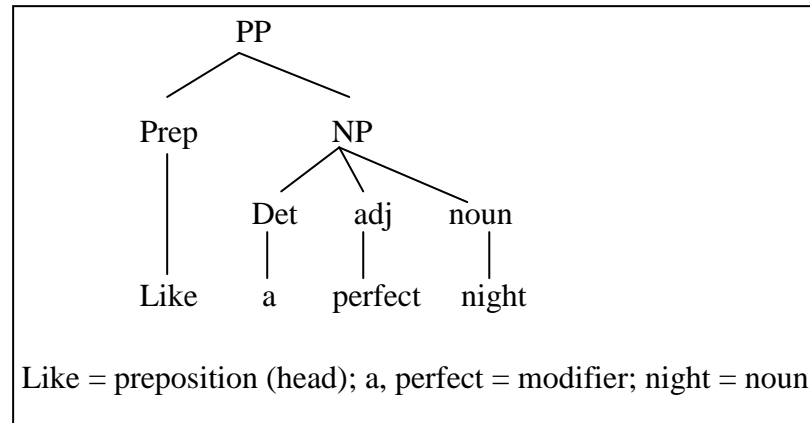 PP
Prep NP
Det adj noun
Like a perfect night
Like = preposition (head); a, perfect = modifier; night = noun